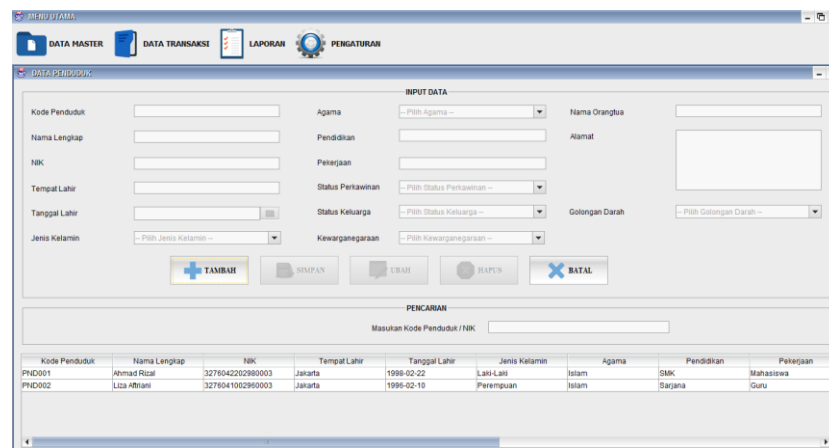 MENU UTAMA
DATA MASTER DATA TRANSAKSI LAPORAN PENGATURAN
DATA PENDUDUK
INPUT DATA
Kode Penduduk Agama -- Pilih Agama -- Nama Orangtua
Nama Lengkap Pendidikan Alamat
NIK Pekerjaan
Tempat Lahir Status Perkawinan -- Pilih Status Perkawinan --
Tanggal Lahir Status Keluarga -- Pilih Status Keluarga -- Golongan Darah -- Pilih Golongan Darah --
Jenis Kelamin -- Pilih Jenis Kelamin -- Kewarganegaraan -- Pilih Kewarganegaraan --
TAMBAH SIMPAN UBAH HAPUS BATAL
PENCARIAN
Masukan Kode Penduduk / NIK
Kode Penduduk Nama Lengkap NIK Tempat Lahir Tanggal Lahir Jenis Kelamin Agama Pendidikan Pekerjaan
PND001 Ahmad Rizal 3276042202980003 Jakarta 1998-02-22 Laki-Laki Islam SMK Mahasiswa
PND002 Liza Aftriani 3276041002960003 Jakarta 1996-02-10 Perempuan Islam Sarjana Guru